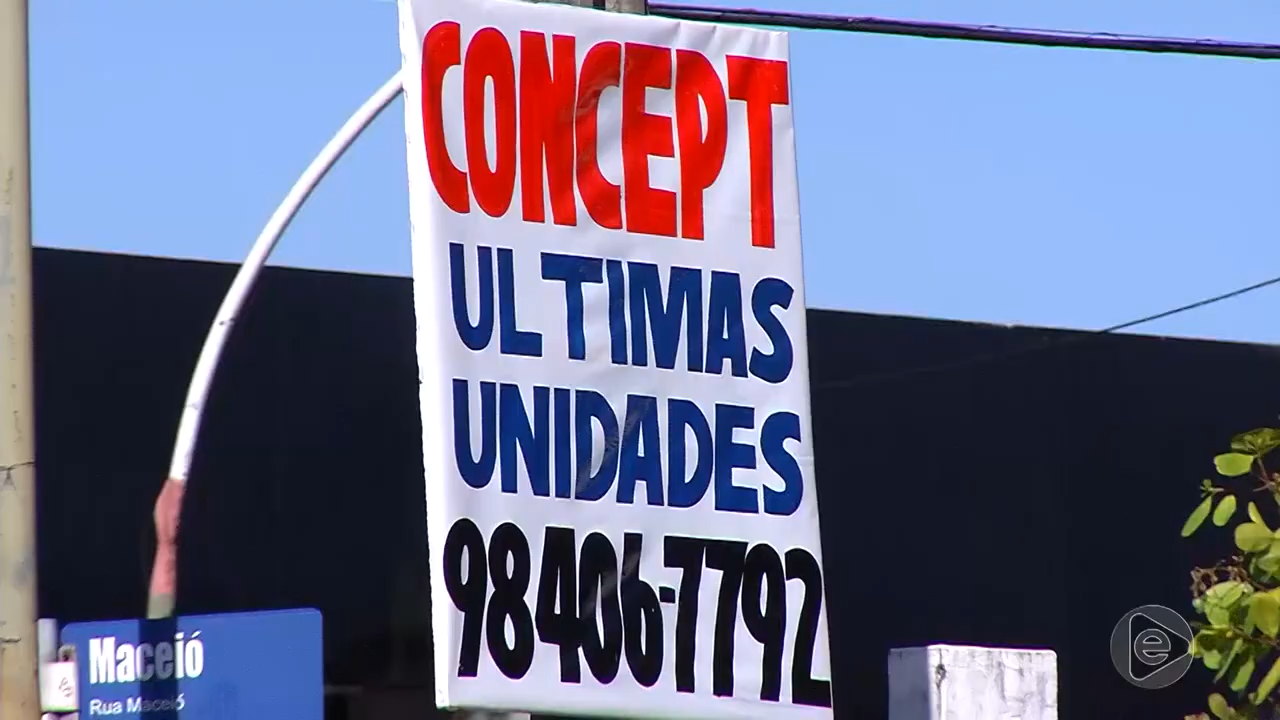 CONCEPT
ULTIMAS
UNIDADES
98406-7792
Maceió
Rua Maceió
e